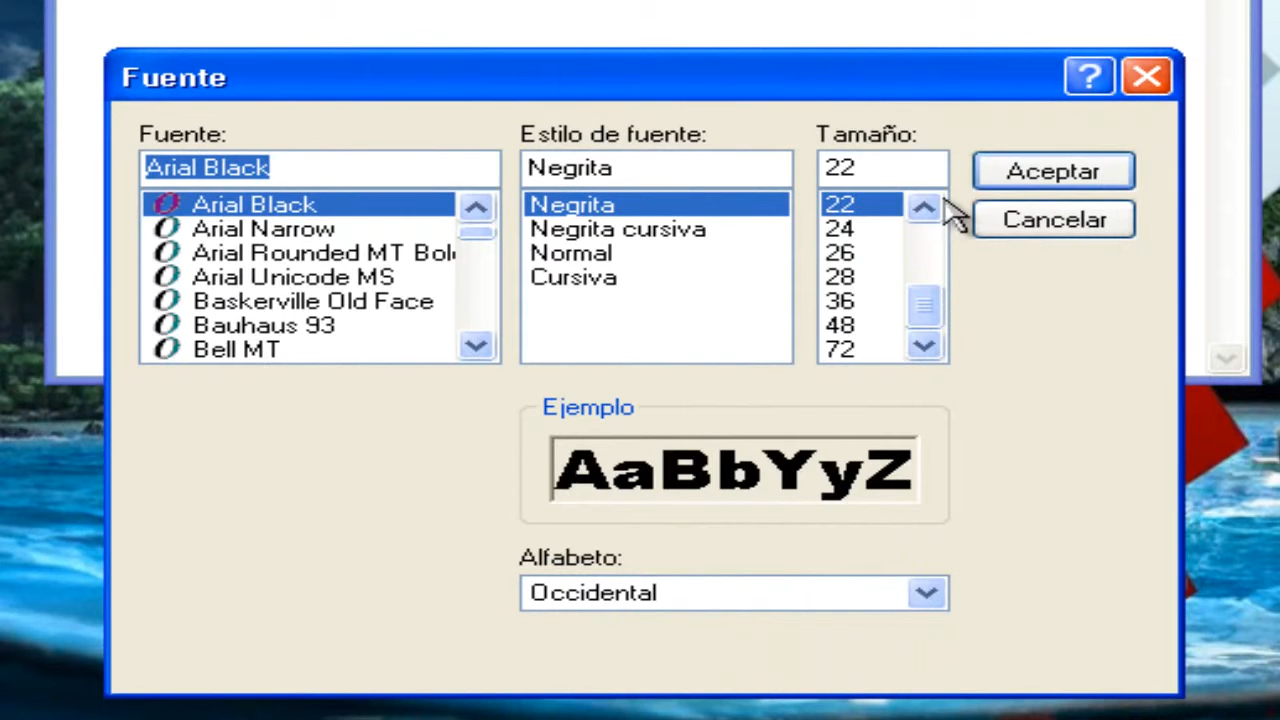 Fuente
Fuente:
Arial Black
Arial Black
Arial Narrow
Arial Rounded MT Bol
Arial Unicode MS
Baskerville Old Face
Bauhaus 93
Bell MT
Estilo de fuente:
Negrita
Negrita
Negrita cursiva
Normal
Cursiva
Tamaño:
22
22
24
26
28
36
48
72
Aceptar
Cancelar
Ejemplo
AaBbYyZ
Alfabeto:
Occidental